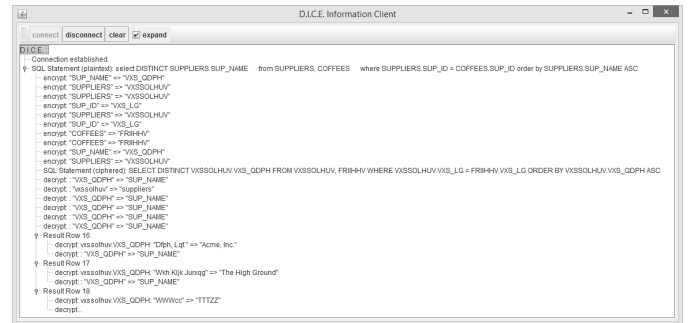 D.I.C.E. Information Client
connect disconnect clear expand
D.I.C.E.:
Connection established.
SQL Statement (plaintext): select DISTINCT SUPPLIERS.SUP_NAME from SUPPLIERS, COFFEES where SUPPLIERS.SUP_ID = COFFEES.SUP_ID order by SUPPLIERS.SUP_NAME ASC
encrypt: "SUP_NAME" => "VXS_QDPH"
encrypt: "SUPPLIERS" => "VXSSOLHUV"
encrypt: "SUPPLIERS" => "VXSSOLHUV"
encrypt: "SUP_ID" => "VXS_LG"
encrypt: "SUPPLIERS" => "VXSSOLHUV"
encrypt: "SUP_ID" => "VXS_LG"
encrypt: "COFFEES" => "FRIIHHV"
encrypt: "COFFEES" => "FRIIHHV"
encrypt: "SUP_NAME" => "VXS_QDPH"
encrypt: "SUPPLIERS" => "VXSSOLHUV"
SQL Statement (ciphered): SELECT DISTINCT VXSSOLHUV.VXS_QDPH FROM VXSSOLHUV, FRIIHHV WHERE VXSSOLHUV.VXS_LG = FRIIHHV.VXS_LG ORDER BY VXSSOLHUV.VXS_QDPH ASC
decrypt: : "VXS_QDPH" => "SUP_NAME"
decrypt: : "vxssolhuv" => "suppliers"
decrypt: : "VXS_QDPH" => "SUP_NAME"
decrypt: : "VXS_QDPH" => "SUP_NAME"
decrypt: : "VXS_QDPH" => "SUP_NAME"
decrypt: : "VXS_QDPH" => "SUP_NAME"
Result Row 16
decrypt: vxssolhuv.VXS_QDPH: "Dfph, Lqf." => "Acme, Inc."
decrypt: : "VXS_QDPH" => "SUP_NAME"
Result Row 17
decrypt: vxssolhuv.VXS_QDPH: "Wkh Kljk Jurxqg" => "The High Ground"
decrypt: : "VXS_QDPH" => "SUP_NAME"
Result Row 18
decrypt: vxssolhuv.VXS_QDPH: "WWWcc" => "TTTZZ"
decrypt...